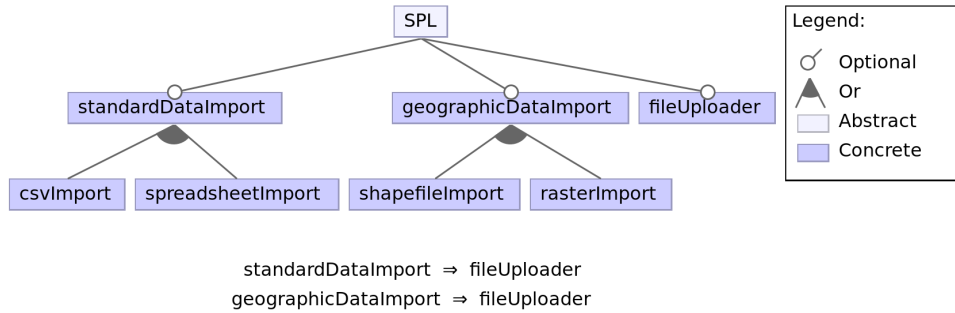 SPL
Legend:
Optional
Or
Abstract
Concrete
standardDataImport
geographicDataImport
fileUploader
csvImport
spreadsheetImport
shapefileImport
rasterImport
standardDataImport ⇒ fileUploader
geographicDataImport ⇒ fileUploader